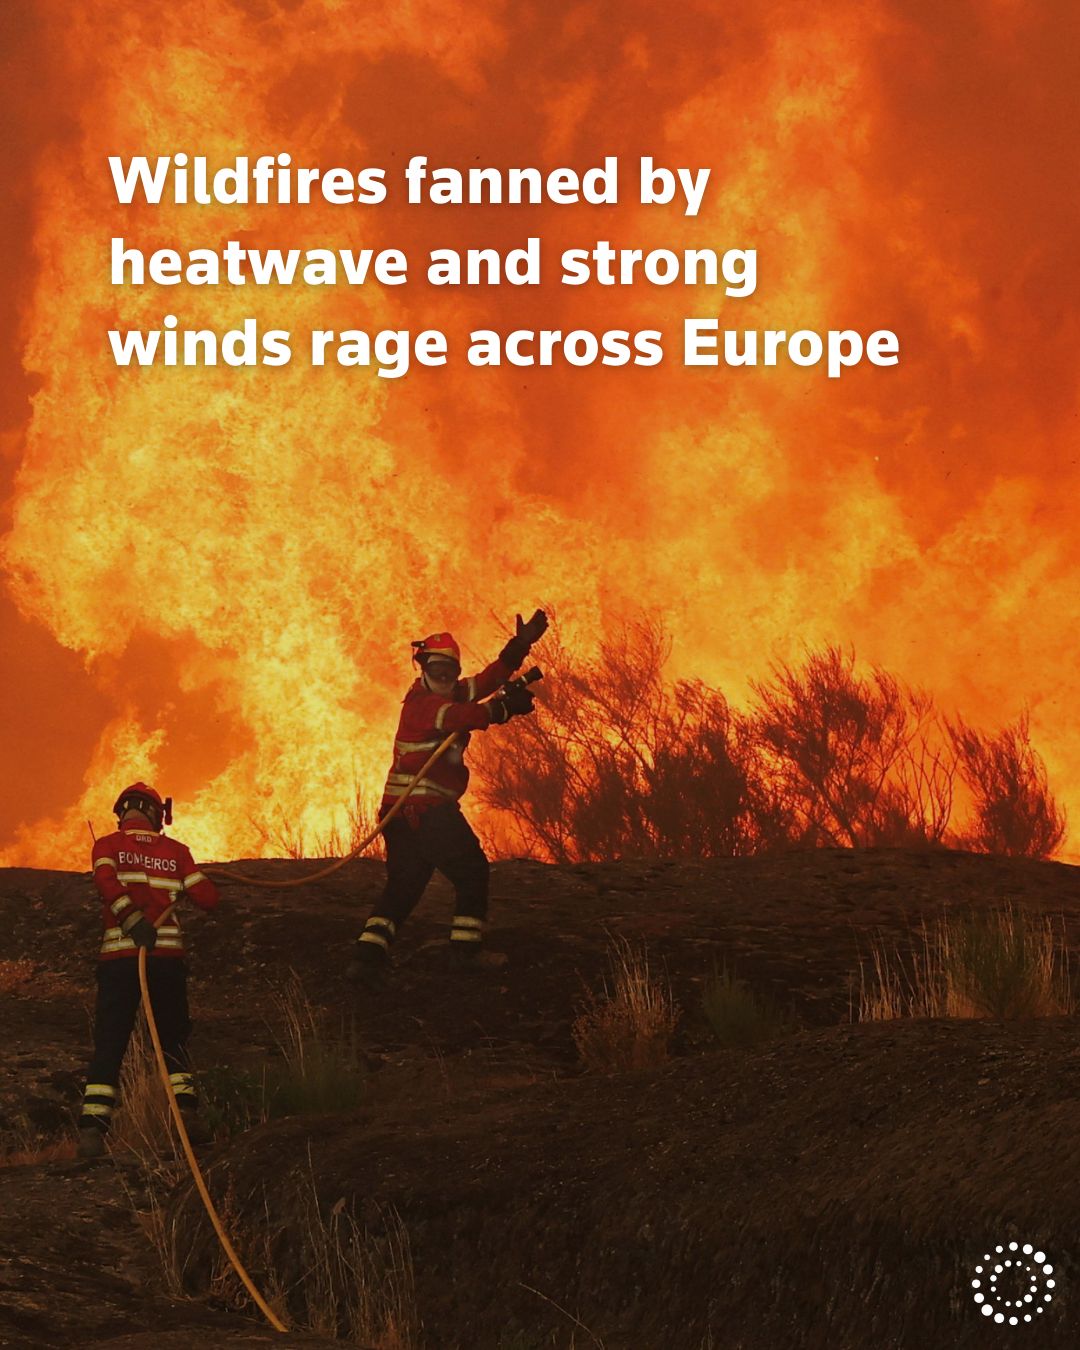 Wildfires fanned by
heatwave and strong
winds rage across Europe
BOMBEIROS